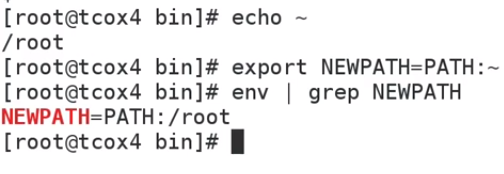 [root@tcox4 bin]# echo ~
/root
[root@tcox4 bin]# export NEWPATH=PATH:~
[root@tcox4 bin]# env | grep NEWPATH
NEWPATH=PATH:/root
[root@tcox4 bin]#